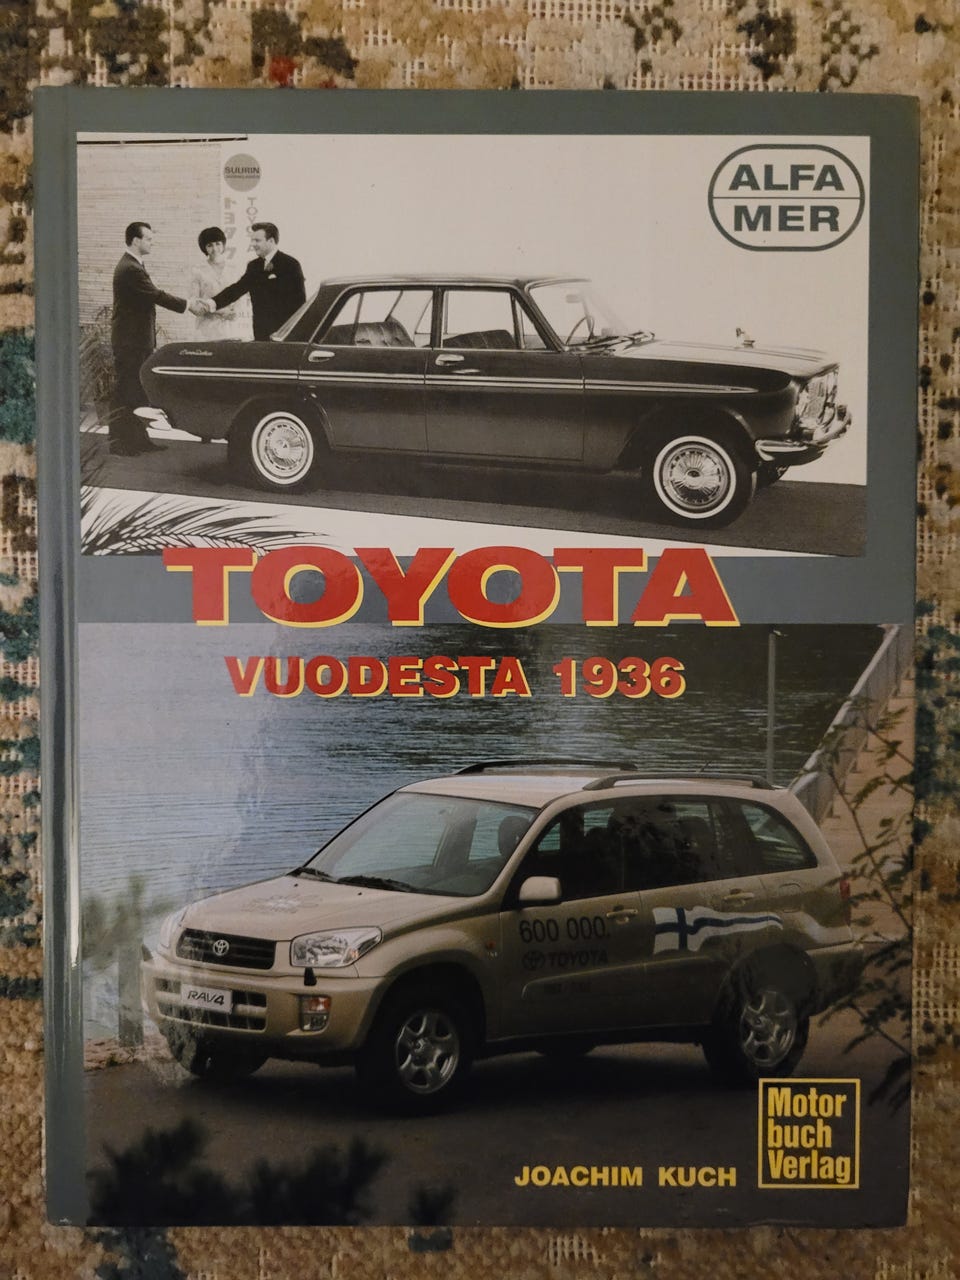 SUURIN
ALFA
MER
TOYOTA
VUODESTA 1936
600 000.
TOYOTA
RAV4
Motor
buch
Verlag
JOACHIM KUCH